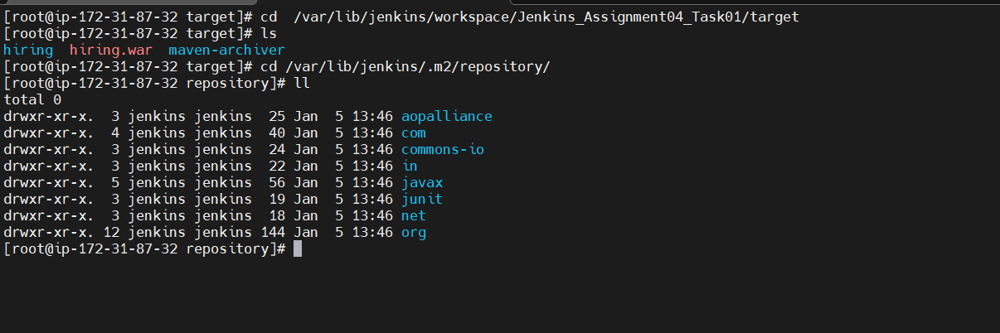 [root@ip-172-31-87-32 target]# cd  /var/lib/jenkins/workspace/Jenkins_Assignment04_Task01/target
[root@ip-172-31-87-32 target]# ls
hiring  hiring.war  maven-archiver
[root@ip-172-31-87-32 target]# cd /var/lib/jenkins/.m2/repository/
[root@ip-172-31-87-32 repository]# ll
total 0
drwxr-xr-x.  3 jenkins jenkins  25 Jan  5 13:46 aopalliance
drwxr-xr-x.  4 jenkins jenkins  40 Jan  5 13:46 com
drwxr-xr-x.  3 jenkins jenkins  24 Jan  5 13:46 commons-io
drwxr-xr-x.  3 jenkins jenkins  22 Jan  5 13:46 in
drwxr-xr-x.  5 jenkins jenkins  56 Jan  5 13:46 javax
drwxr-xr-x.  3 jenkins jenkins  19 Jan  5 13:46 junit
drwxr-xr-x.  3 jenkins jenkins  18 Jan  5 13:46 net
drwxr-xr-x. 12 jenkins jenkins 144 Jan  5 13:46 org
[root@ip-172-31-87-32 repository]#